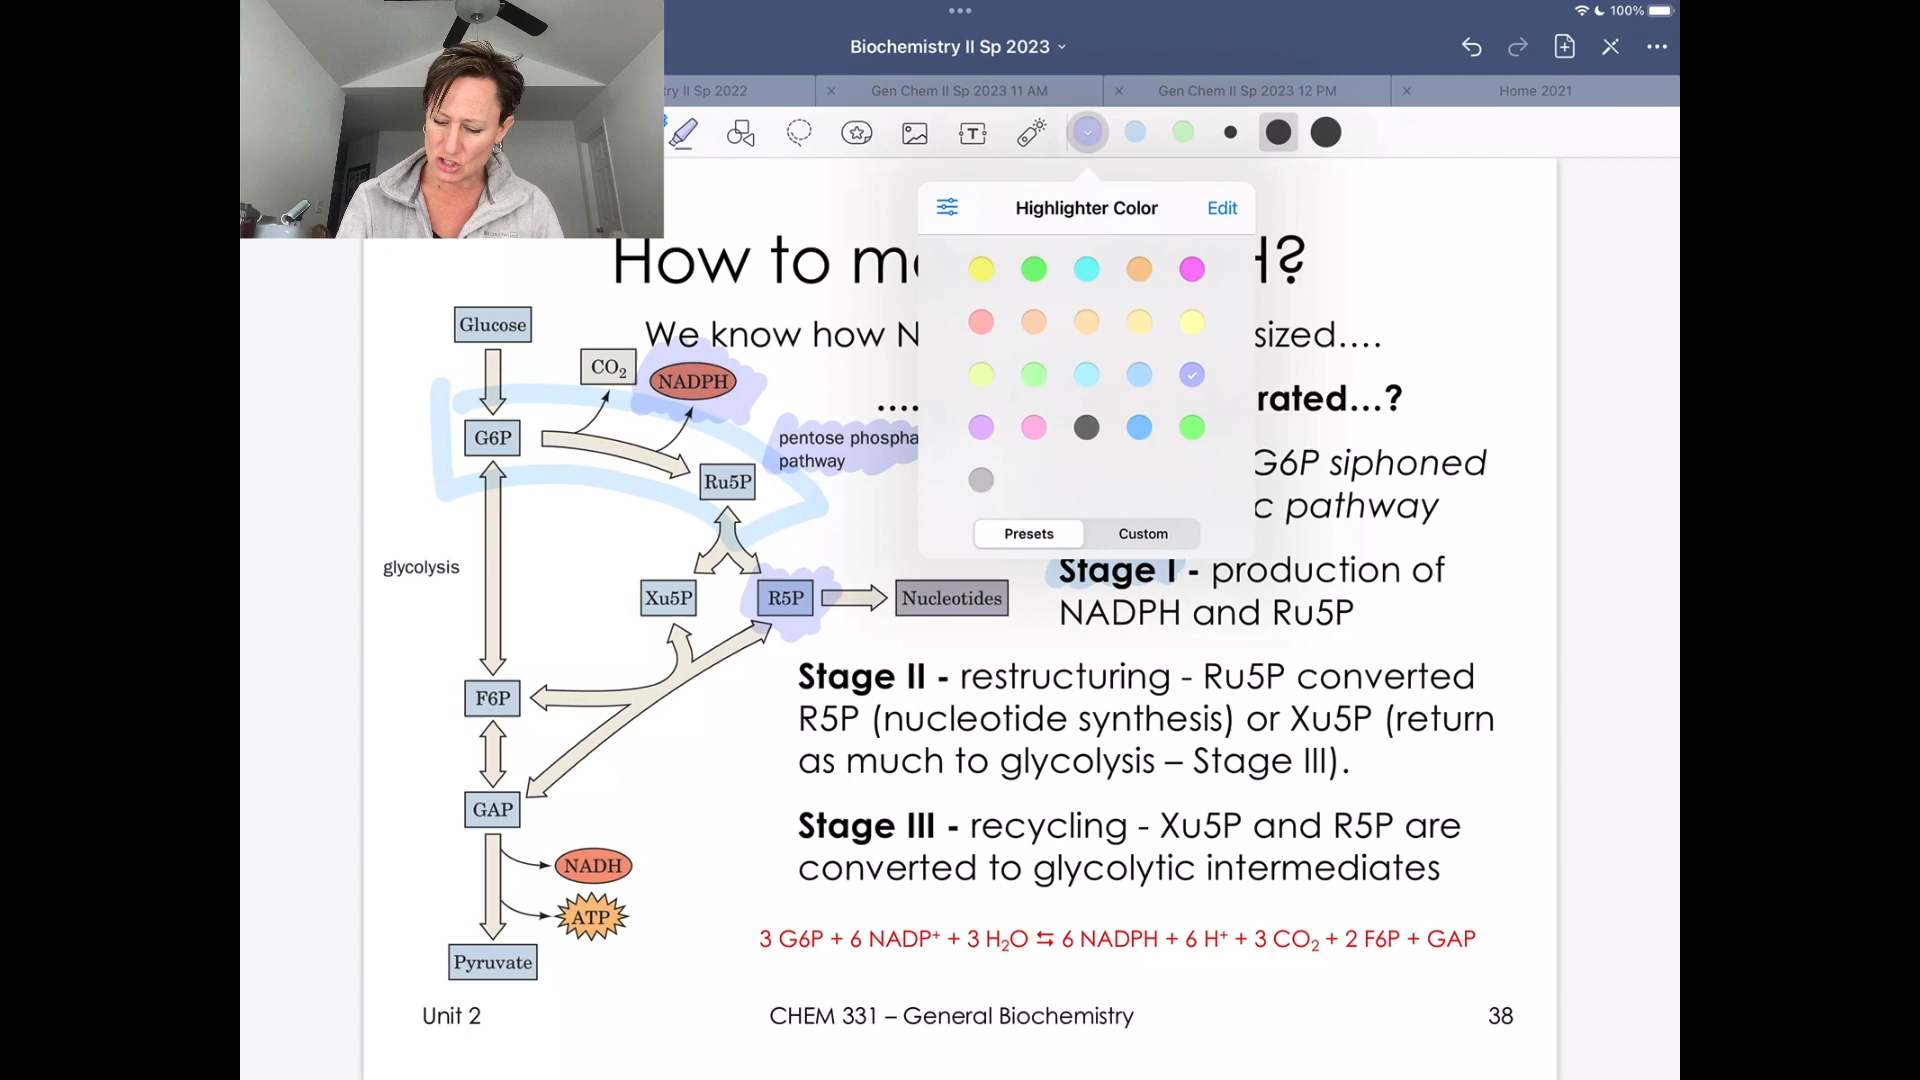 100%
Biochemistry II Sp 2023
ry II Sp 2022
Gen Chem II Sp 2023 11 AM
Gen Chem II Sp 2023 12 PM
Home 2021
T
Highlighter Color
Edit
Presets
Custom
How to m H?
We know how N sized....
.... rated...?
G6P siphoned
c pathway
Stage I - production of
NADPH and Ru5P
Stage II - restructuring - Ru5P converted
R5P (nucleotide synthesis) or Xu5P (return
as much to glycolysis – Stage III).
Stage III - recycling - Xu5P and R5P are
converted to glycolytic intermediates
3 G6P + 6 NADP⁺ + 3 H₂O ⇆ 6 NADPH + 6 H⁺ + 3 CO₂ + 2 F6P + GAP
Glucose
CO₂
NADPH
G6P
pentose phospha
pathway
Ru5P
glycolysis
Xu5P
R5P
Nucleotides
F6P
GAP
NADH
ATP
Pyruvate
Unit 2
CHEM 331 – General Biochemistry
38